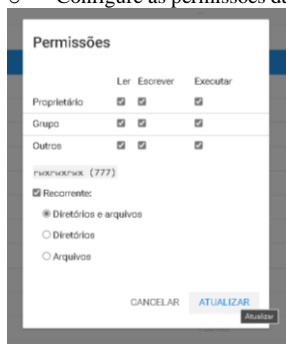 Configure as permissões da
Permissões
Ler Escrever Executar
Proprietário
Grupo
Outros
rwxrwxrwx (777)
Recorrente:
Diretórios e arquivos
Diretórios
Arquivos
CANCELAR ATUALIZAR
Atualizar